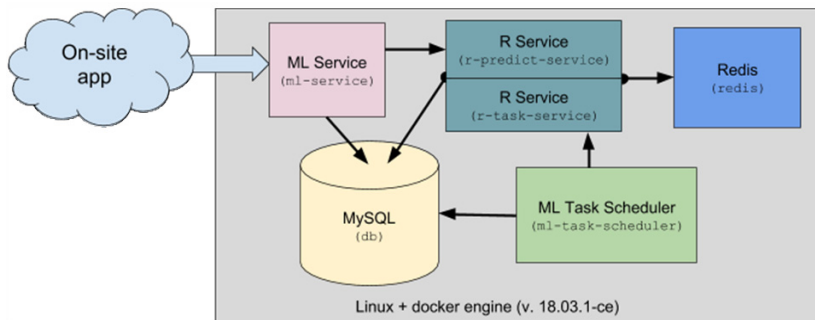 On-site
app
ML Service
(ml-service)
R Service
(r-predict-service)
R Service
(r-task-service)
Redis
(redis)
MySQL
(db)
ML Task Scheduler
(ml-task-scheduler)
Linux + docker engine (v. 18.03.1-ce)